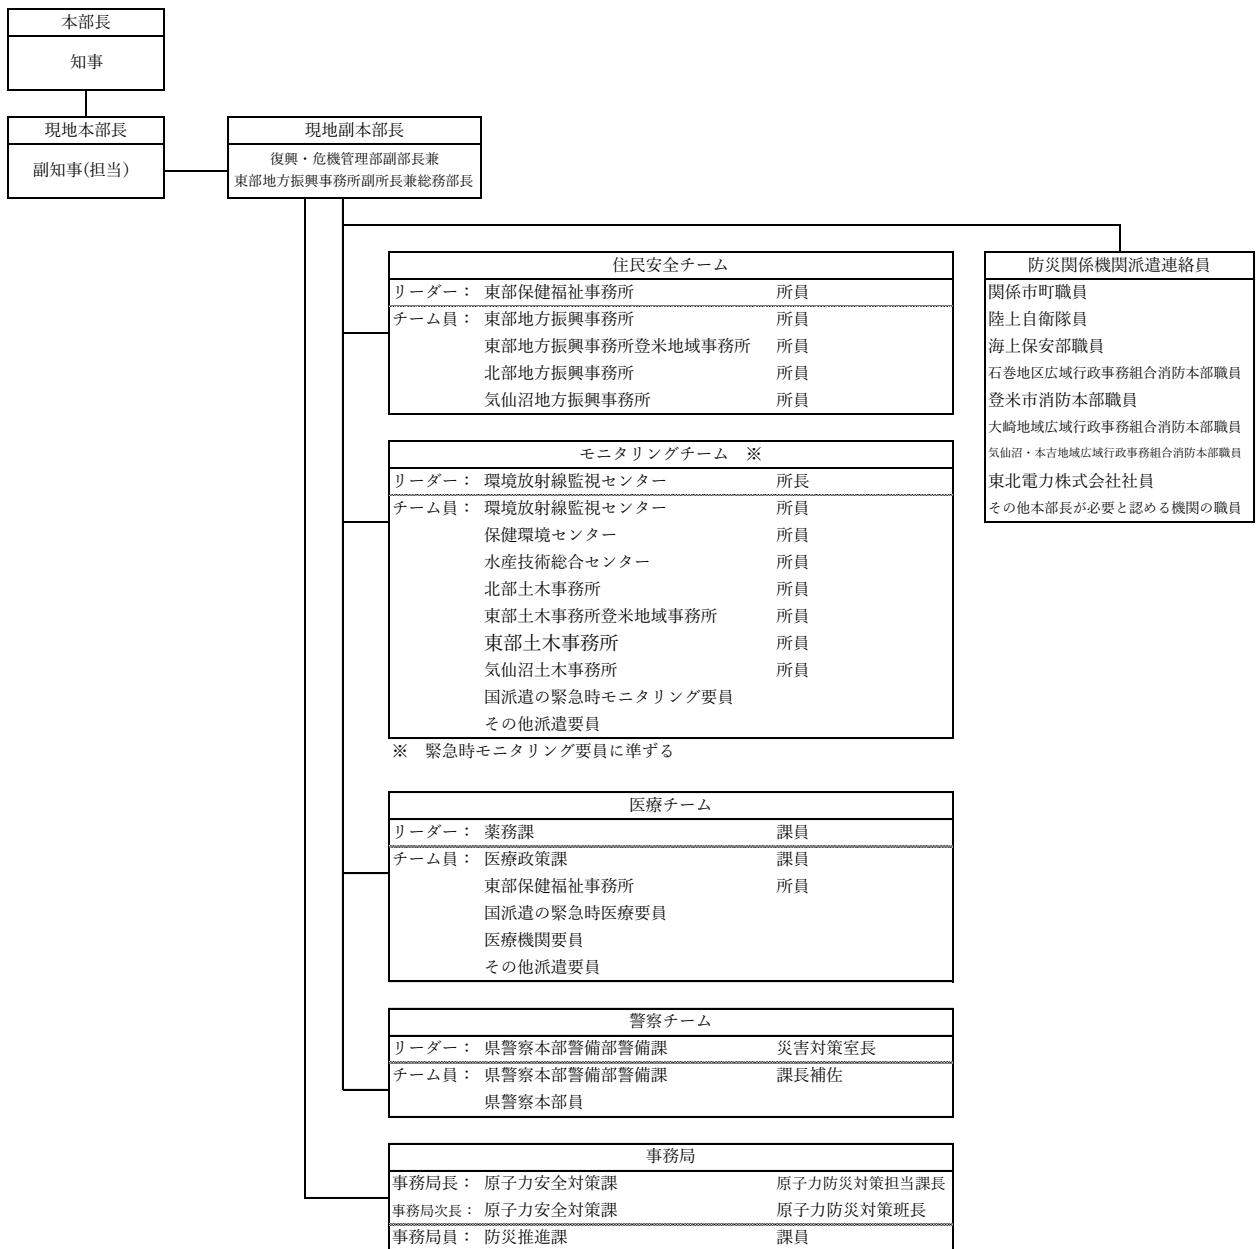 本部長
知事
現地本部長
副知事(担当)
現地副本部長
復興・危機管理部副部長兼
東部地方振興事務所副所長兼総務部長
住民安全チーム
リーダー： 東部保健福祉事務所 所員
チーム員： 東部地方振興事務所 所員
東部地方振興事務所登米地域事務所 所員
北部地方振興事務所 所員
気仙沼地方振興事務所 所員
防災関係機関派遣連絡員
関係市町職員
陸上自衛隊員
海上保安部職員
石巻地区広域行政事務組合消防本部職員
登米市消防本部職員
大崎地域広域行政事務組合消防本部職員
気仙沼・本吉地域広域行政事務組合消防本部職員
東北電力株式会社社員
その他本部長が必要と認める機関の職員
モニタリングチーム　※
リーダー： 環境放射線監視センター 所長
チーム員： 環境放射線監視センター 所員
保健環境センター 所員
水産技術総合センター 所員
北部土木事務所 所員
東部土木事務所登米地域事務所 所員
東部土木事務所 所員
気仙沼土木事務所 所員
国派遣の緊急時モニタリング要員
その他派遣要員
※　緊急時モニタリング要員に準ずる
医療チーム
リーダー： 薬務課 課員
チーム員： 医療政策課 課員
東部保健福祉事務所 所員
国派遣の緊急時医療要員
医療機関要員
その他派遣要員
警察チーム
リーダー： 県警察本部警備部警備課 災害対策室長
チーム員： 県警察本部警備部警備課 課長補佐
県警察本部員
事務局
事務局長： 原子力安全対策課 原子力防災対策担当課長
事務局次長： 原子力安全対策課 原子力防災対策班長
事務局員： 防災推進課 課員